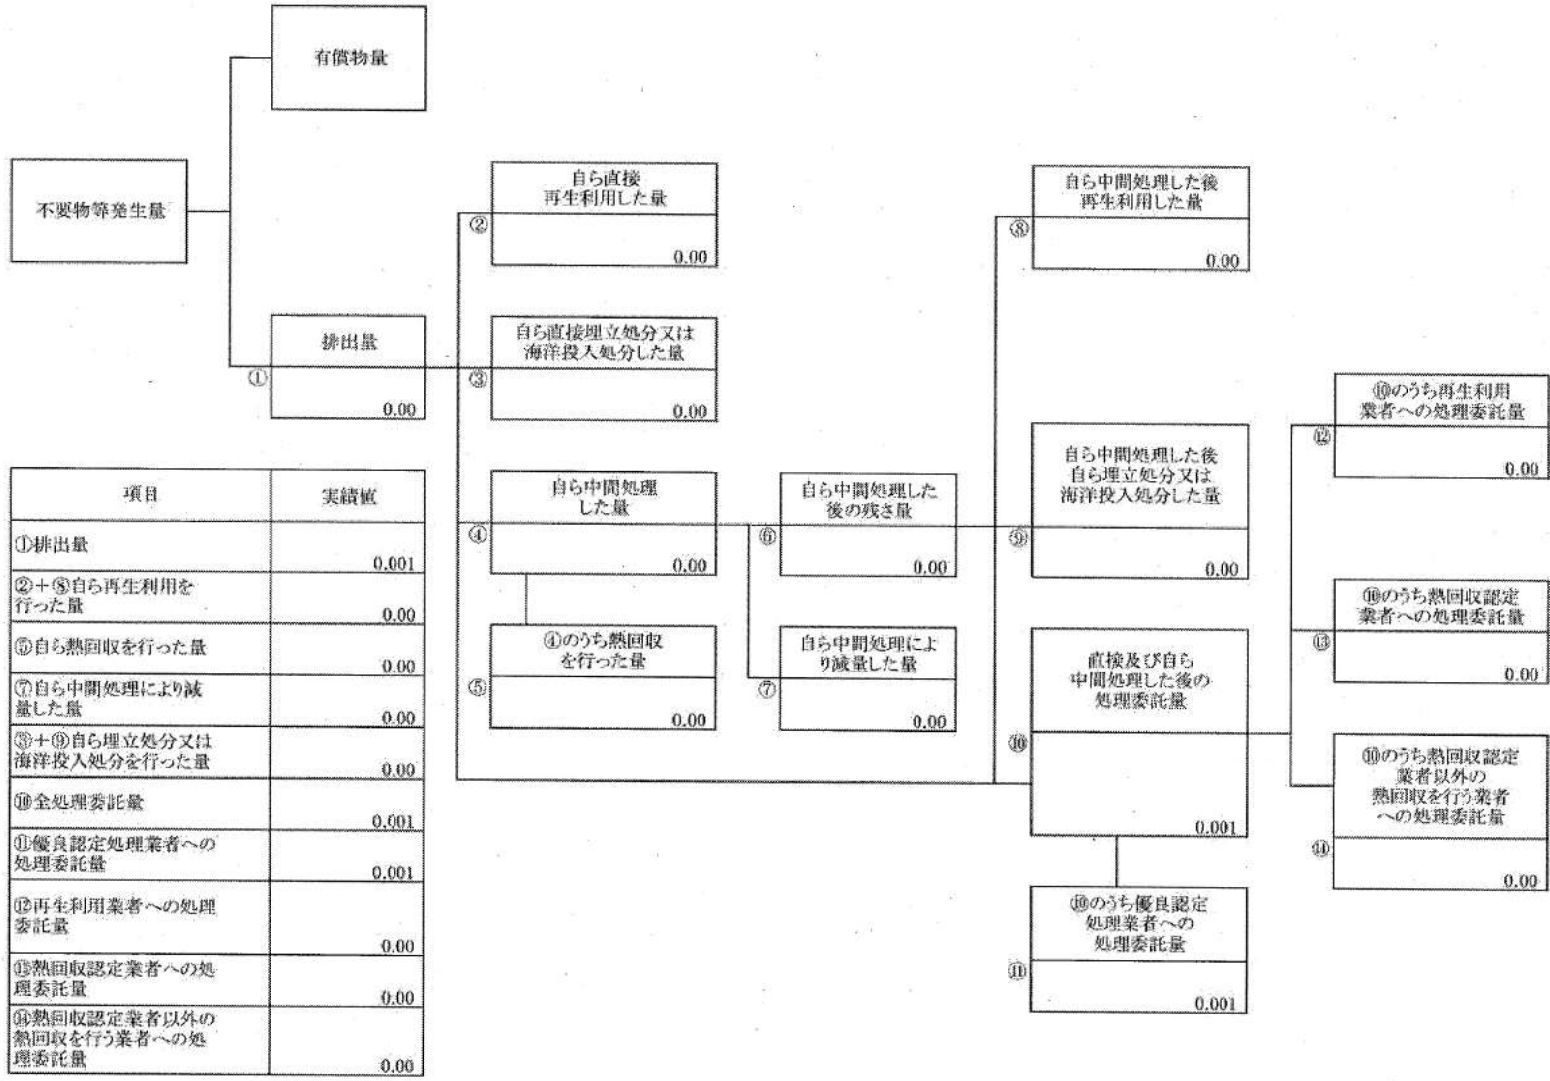 有償物量
不要物等発生量
排出量
①
0.00
自ら直接
再生利用した量
②
0.00
自ら直接埋立処分又は
海洋投入処分した量
③
0.00
自ら中間処理
した量
④
0.00
④のうち熱回収
を行った量
⑤
0.00
自ら中間処理した
後の残さ量
⑥
0.00
自ら中間処理によ
り減量した量
⑦
0.00
自ら中間処理した後
再生利用した量
⑧
0.00
自ら中間処理した後
自ら埋立処分又は
海洋投入処分した量
⑨
0.00
直接及び自ら
中間処理した後の
処理委託量
⑩
0.001
⑩のうち優良認定
処理業者への
処理委託量
⑪
0.001
⑩のうち再生利用
業者への処理委託量
⑫
0.00
⑩のうち熱回収認定
業者への処理委託量
⑬
0.00
⑩のうち熱回収認定
業者以外の
熱回収を行う業者
への処理委託量
⑭
0.00
項目 実績値
①排出量
0.001
②+⑧自ら再生利用を
行った量
0.00
⑤自ら熱回収を行った量
0.00
⑦自ら中間処理により減
量した量
0.00
③+⑨自ら埋立処分又は
海洋投入処分を行った量
0.00
⑩全処理委託量
0.001
⑪優良認定処理業者への
処理委託量
0.001
⑫再生利用業者への処理
委託量
0.00
⑬熱回収認定業者への処
理委託量
0.00
⑭熱回収認定業者以外の
熱回収を行う業者への処
理委託量
0.00